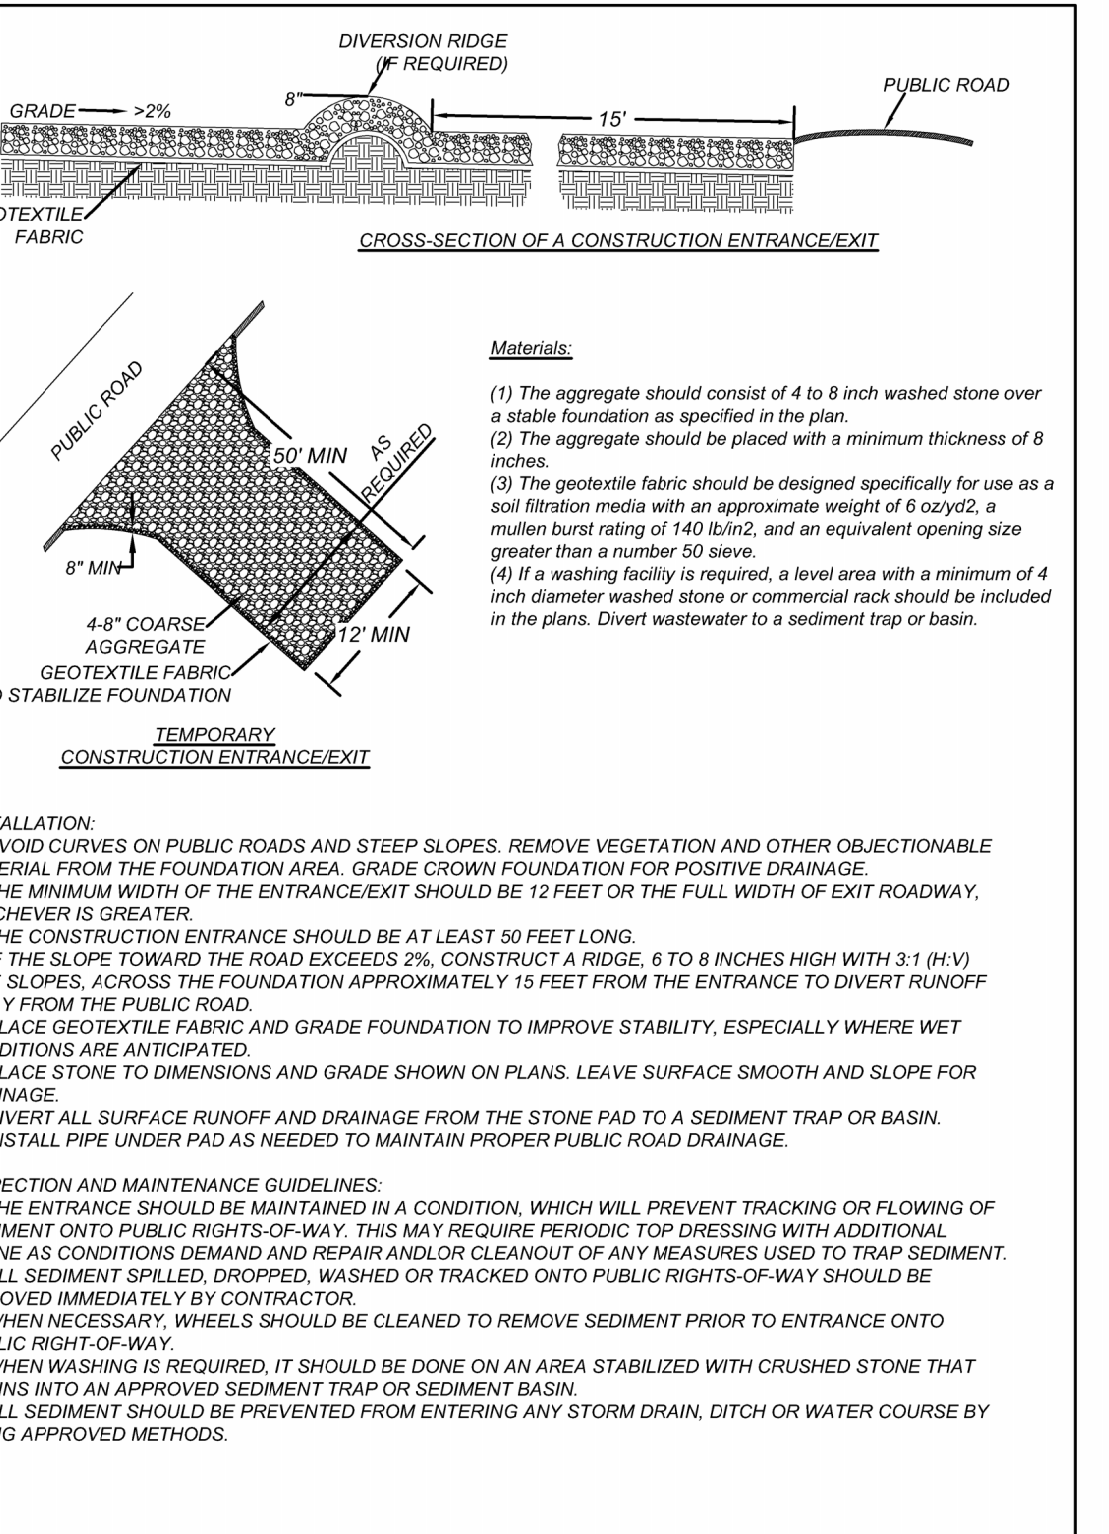 DIVERSION RIDGE
(IF REQUIRED)
PUBLIC ROAD
GRADE >2%
8"
15'
OTEXTILE
FABRIC
CROSS-SECTION OF A CONSTRUCTION ENTRANCE/EXIT
PUBLIC ROAD
50' MIN
AS
REQUIRED
8" MIN
4-8" COARSE
AGGREGATE
12' MIN
GEOTEXTILE FABRIC
O STABILIZE FOUNDATION
TEMPORARY
CONSTRUCTION ENTRANCE/EXIT
Materials:
(1) The aggregate should consist of 4 to 8 inch washed stone over
a stable foundation as specified in the plan.
(2) The aggregate should be placed with a minimum thickness of 8
inches.
(3) The geotextile fabric should be designed specifically for use as a
soil filtration media with an approximate weight of 6 oz/yd2, a
mullen burst rating of 140 lb/in2, and an equivalent opening size
greater than a number 50 sieve.
(4) If a washing facility is required, a level area with a minimum of 4
inch diameter washed stone or commercial rack should be included
in the plans. Divert wastewater to a sediment trap or basin.
TALLATION:
VOID CURVES ON PUBLIC ROADS AND STEEP SLOPES. REMOVE VEGETATION AND OTHER OBJECTIONABLE
ERIAL FROM THE FOUNDATION AREA. GRADE CROWN FOUNDATION FOR POSITIVE DRAINAGE.
HE MINIMUM WIDTH OF THE ENTRANCE/EXIT SHOULD BE 12 FEET OR THE FULL WIDTH OF EXIT ROADWAY,
CHEVER IS GREATER.
HE CONSTRUCTION ENTRANCE SHOULD BE AT LEAST 50 FEET LONG.
F THE SLOPE TOWARD THE ROAD EXCEEDS 2%, CONSTRUCT A RIDGE, 6 TO 8 INCHES HIGH WITH 3:1 (H:V)
E SLOPES, ACROSS THE FOUNDATION APPROXIMATELY 15 FEET FROM THE ENTRANCE TO DIVERT RUNOFF
Y FROM THE PUBLIC ROAD.
LACE GEOTEXTILE FABRIC AND GRADE FOUNDATION TO IMPROVE STABILITY, ESPECIALLY WHERE WET
DITIONS ARE ANTICIPATED.
LACE STONE TO DIMENSIONS AND GRADE SHOWN ON PLANS. LEAVE SURFACE SMOOTH AND SLOPE FOR
INAGE.
IVERT ALL SURFACE RUNOFF AND DRAINAGE FROM THE STONE PAD TO A SEDIMENT TRAP OR BASIN.
NSTALL PIPE UNDER PAD AS NEEDED TO MAINTAIN PROPER PUBLIC ROAD DRAINAGE.
PECTION AND MAINTENANCE GUIDELINES:
HE ENTRANCE SHOULD BE MAINTAINED IN A CONDITION, WHICH WILL PREVENT TRACKING OR FLOWING OF
IMENT ONTO PUBLIC RIGHTS-OF-WAY. THIS MAY REQUIRE PERIODIC TOP DRESSING WITH ADDITIONAL
NE AS CONDITIONS DEMAND AND REPAIR ANDLOR CLEANOUT OF ANY MEASURES USED TO TRAP SEDIMENT.
LL SEDIMENT SPILLED, DROPPED, WASHED OR TRACKED ONTO PUBLIC RIGHTS-OF-WAY SHOULD BE
OVED IMMEDIATELY BY CONTRACTOR.
WHEN NECESSARY, WHEELS SHOULD BE CLEANED TO REMOVE SEDIMENT PRIOR TO ENTRANCE ONTO
LIC RIGHT-OF-WAY.
WHEN WASHING IS REQUIRED, IT SHOULD BE DONE ON AN AREA STABILIZED WITH CRUSHED STONE THAT
INS INTO AN APPROVED SEDIMENT TRAP OR SEDIMENT BASIN.
LL SEDIMENT SHOULD BE PREVENTED FROM ENTERING ANY STORM DRAIN, DITCH OR WATER COURSE BY
NG APPROVED METHODS.